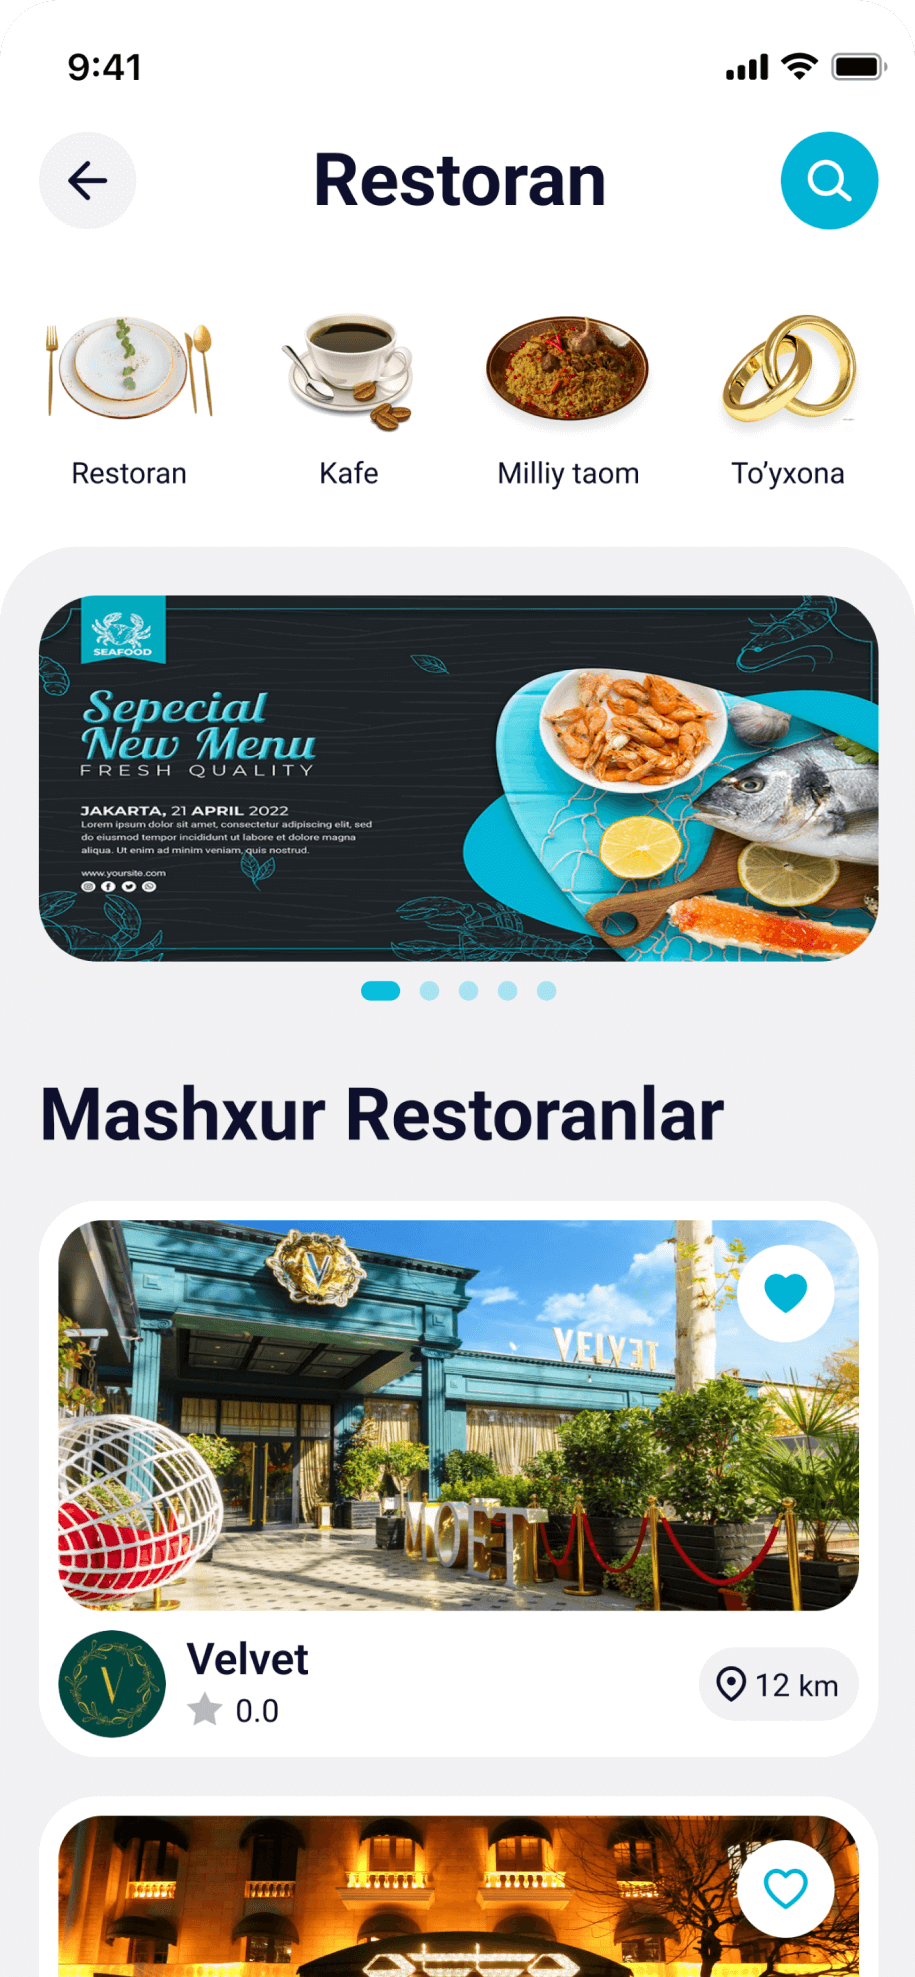 9:41
Restoran
Restoran
Kafe
Milliy taom
To’yxona
SEAFOOD
Sepecial
New Menu
FRESH QUALITY
JAKARTA, 21 APRIL 2022
Lorem ipsum dolor sit amet, consectetur adipiscing elit, sed
do eiusmod tempor incididunt ut labore et dolore magna
aliqua. Ut enim ad minim veniam, quis nostrud.
www.yoursite.com
Mashxur Restoranlar
V
VELVET
MOET
V
Velvet
0.0
12 km